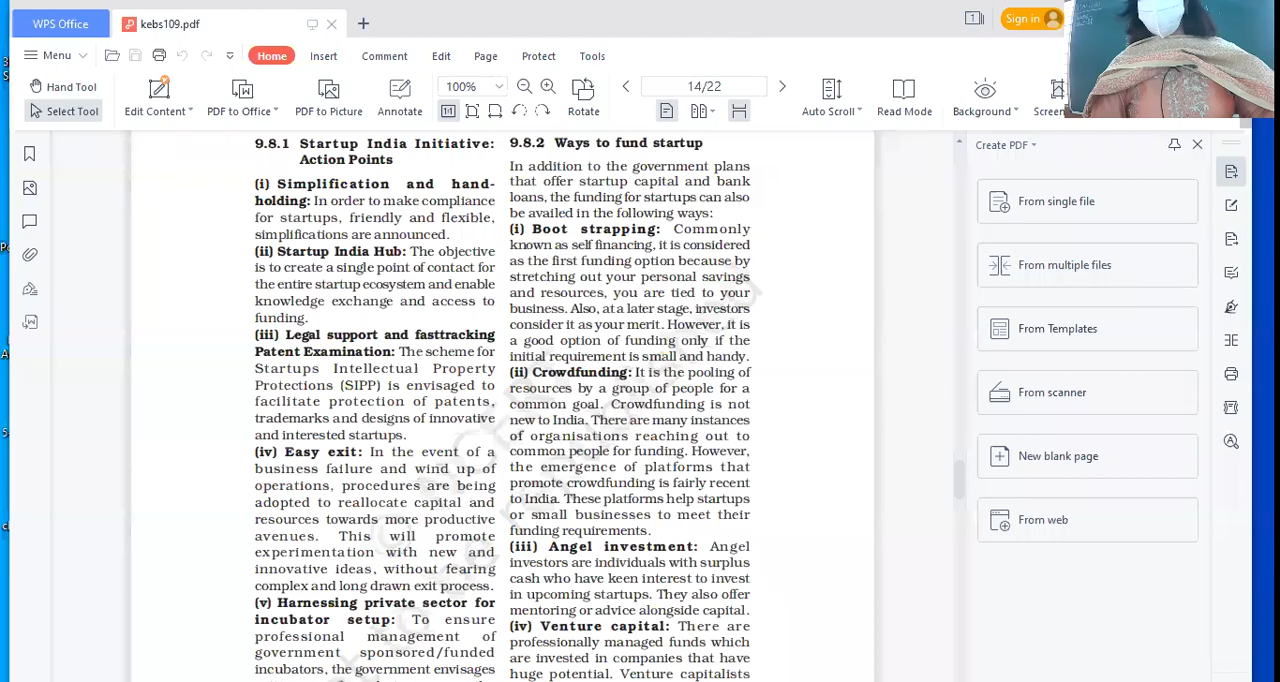 WPS Office
kebs109.pdf
Sign in
Menu
Home
Insert
Comment
Edit
Page
Protect
Tools
Hand Tool
Select Tool
Edit Content
PDF to Office
PDF to Picture
Annotate
100%
Rotate
14/22
Auto Scroll
Read Mode
Background
Screen
9.8.1 Startup India Initiative:
Action Points
(i) Simplification and hand-
holding: In order to make compliance
for startups, friendly and flexible,
simplifications are announced.
(ii) Startup India Hub: The objective
is to create a single point of contact for
the entire startup ecosystem and enable
knowledge exchange and access to
funding.
(iii) Legal support and fasttracking
Patent Examination: The scheme for
Startups Intellectual Property
Protections (SIPP) is envisaged to
facilitate protection of patents,
trademarks and designs of innovative
and interested startups.
(iv) Easy exit: In the event of a
business failure and wind up of
operations, procedures are being
adopted to reallocate capital and
resources towards more productive
avenues. This will promote
experimentation with new and
innovative ideas, without fearing
complex and long drawn exit process.
(v) Harnessing private sector for
incubator setup: To ensure
professional management of
government sponsored/funded
incubators, the government envisages
9.8.2 Ways to fund startup
In addition to the government plans
that offer startup capital and bank
loans, the funding for startups can also
be availed in the following ways:
(i) Boot strapping: Commonly
known as self financing, it is considered
as the first funding option because by
stretching out your personal savings
and resources, you are tied to your
business. Also, at a later stage, investors
consider it as your merit. However, it is
a good option of funding only if the
initial requirement is small and handy.
(ii) Crowdfunding: It is the pooling of
resources by a group of people for a
common goal. Crowdfunding is not
new to India. There are many instances
of organisations reaching out to
common people for funding. However,
the emergence of platforms that
promote crowdfunding is fairly recent
to India. These platforms help startups
or small businesses to meet their
funding requirements.
(iii) Angel investment: Angel
investors are individuals with surplus
cash who have keen interest to invest
in upcoming startups. They also offer
mentoring or advice alongside capital.
(iv) Venture capital: There are
professionally managed funds which
are invested in companies that have
huge potential. Venture capitalists
Create PDF
From single file
From multiple files
From Templates
From scanner
New blank page
From web